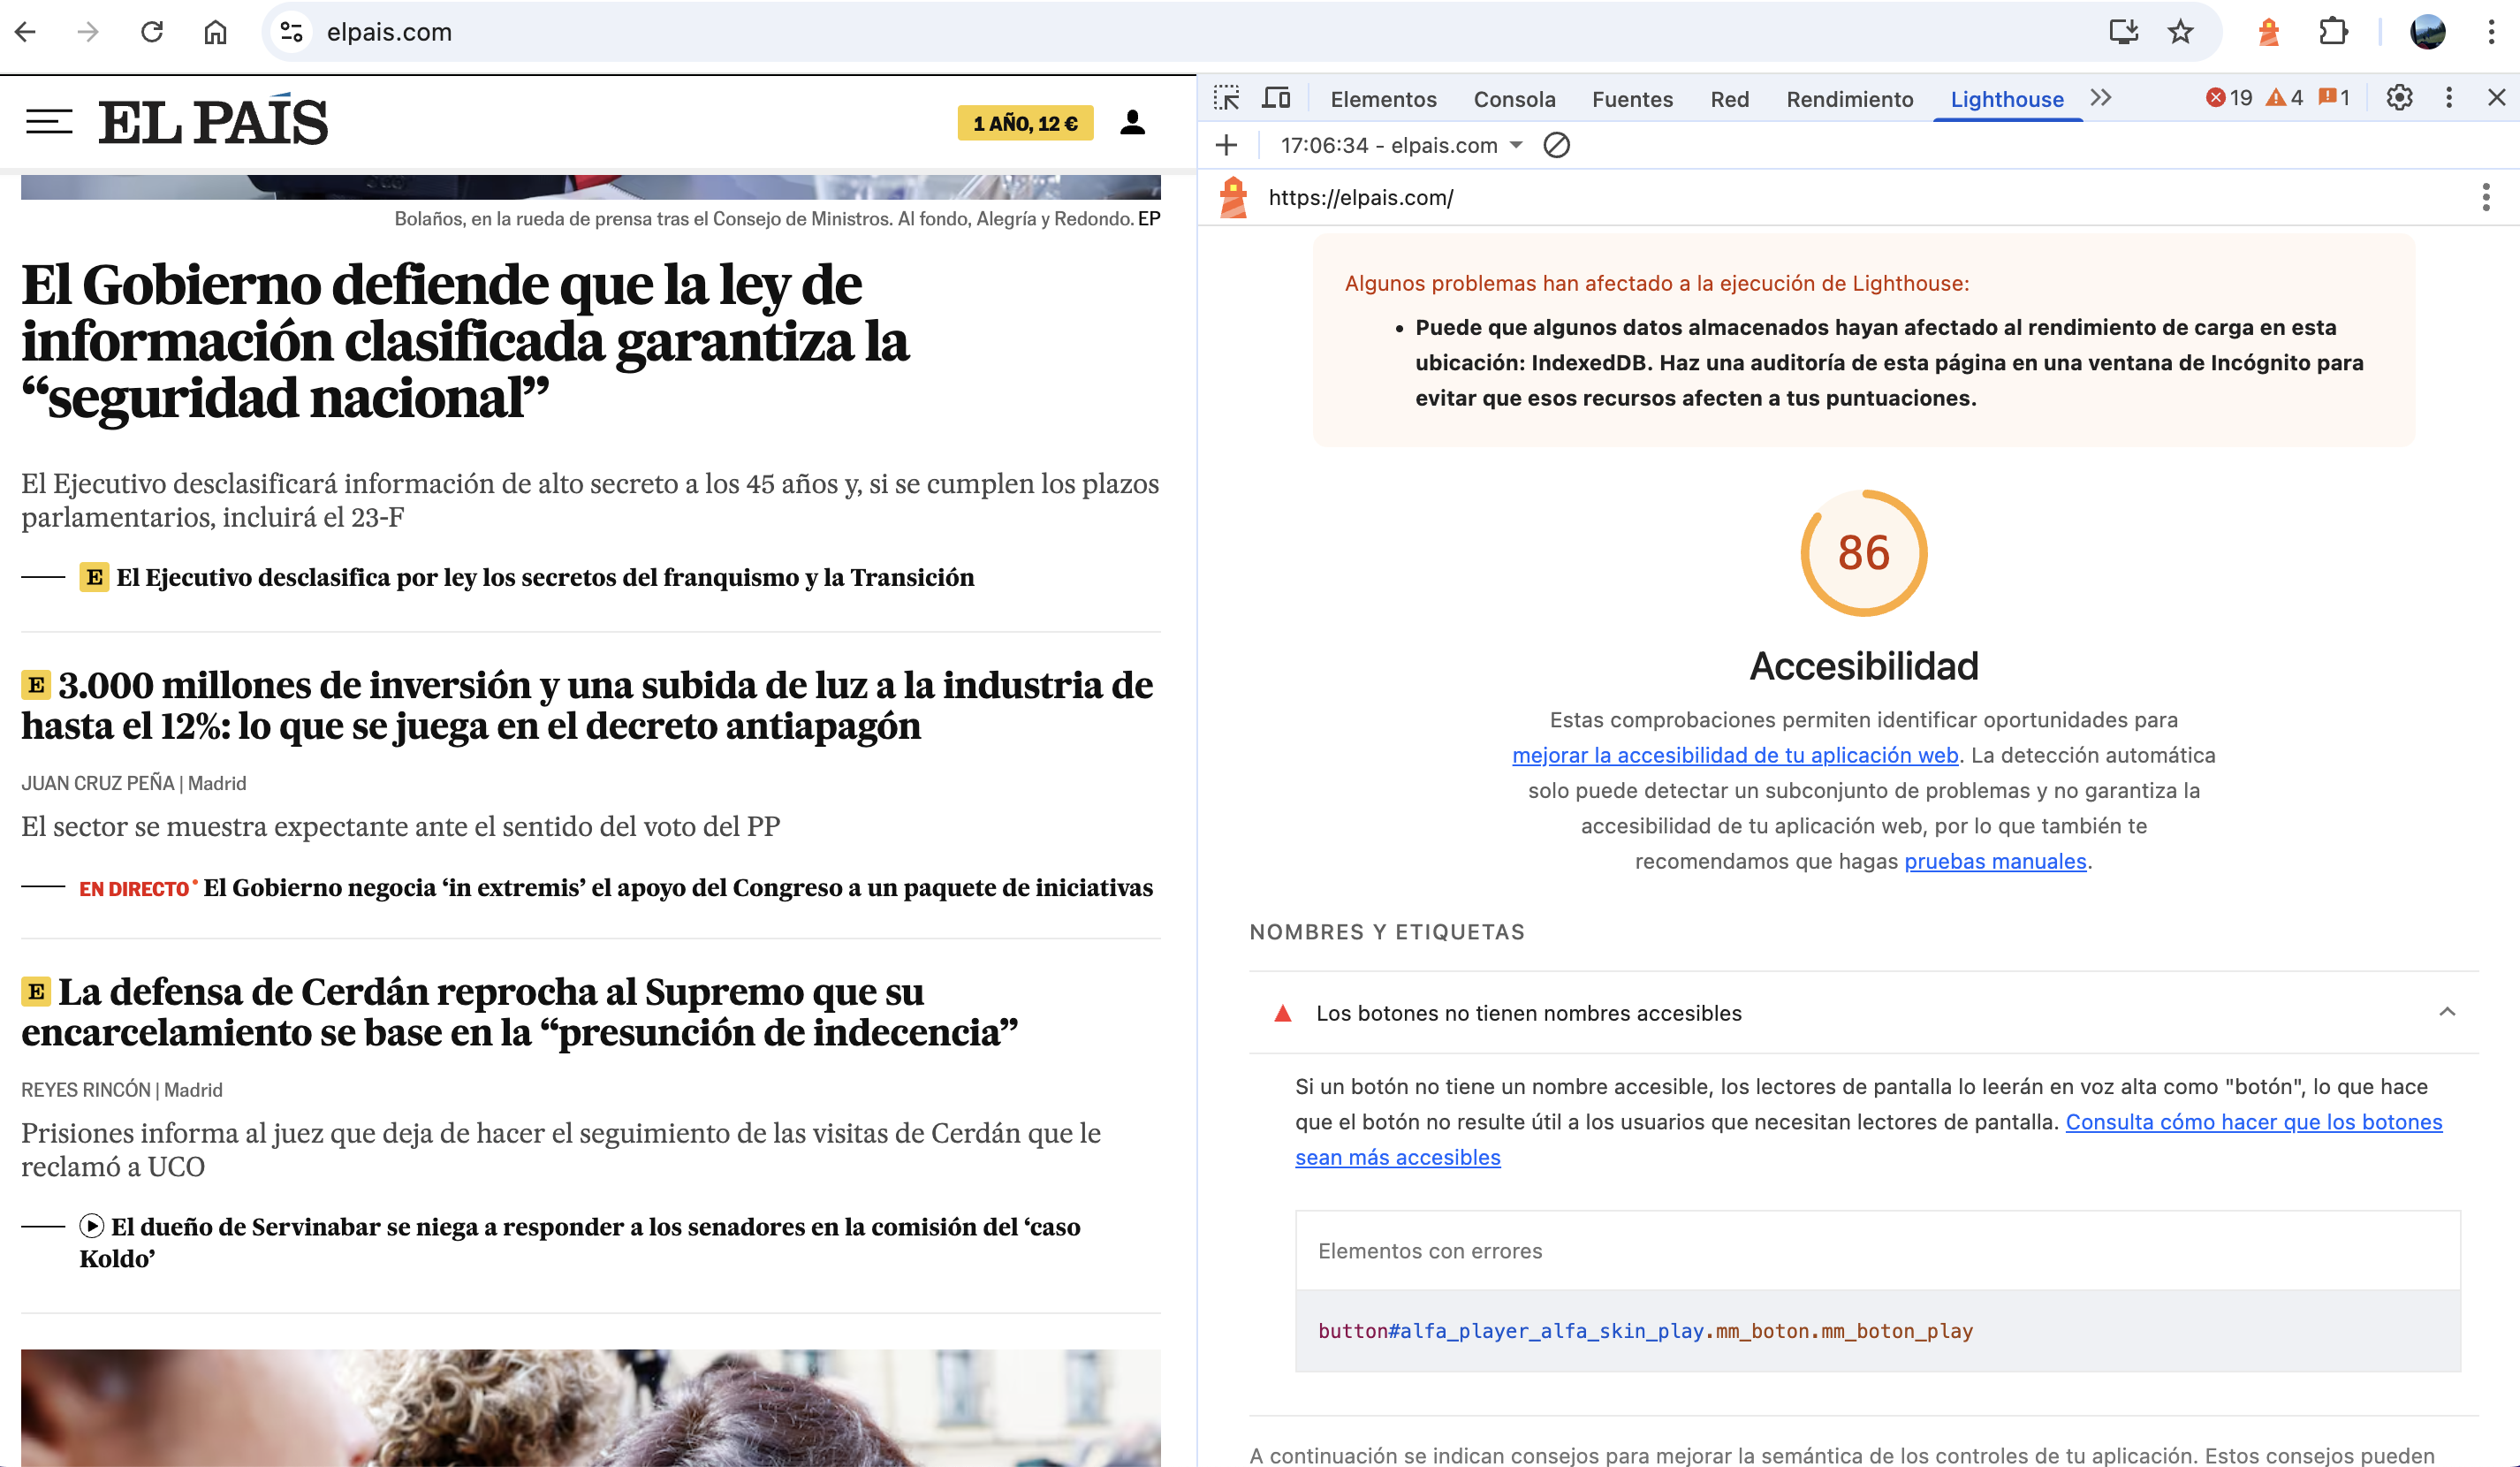 elpais.com
EL PAÍS
1 AÑO, 12 €
Bolaños, en la rueda de prensa tras el Consejo de Ministros. Al fondo, Alegría y Redondo. EP
El Gobierno defiende que la ley de
información clasificada garantiza la
“seguridad nacional”
El Ejecutivo desclasificará información de alto secreto a los 45 años y, si se cumplen los plazos
parlamentarios, incluirá el 23-F
E El Ejecutivo desclasifica por ley los secretos del franquismo y la Transición
E 3.000 millones de inversión y una subida de luz a la industria de
hasta el 12%: lo que se juega en el decreto antiapagón
JUAN CRUZ PEÑA | Madrid
El sector se muestra expectante ante el sentido del voto del PP
EN DIRECTO El Gobierno negocia ‘in extremis’ el apoyo del Congreso a un paquete de iniciativas
E La defensa de Cerdán reprocha al Supremo que su
encarcelamiento se base en la “presunción de indecencia”
REYES RINCÓN | Madrid
Prisiones informa al juez que deja de hacer el seguimiento de las visitas de Cerdán que le
reclamó a UCO
El dueño de Servinabar se niega a responder a los senadores en la comisión del ‘caso
Koldo’
Elementos Consola Fuentes Red Rendimiento Lighthouse 19 4 1
17:06:34 - elpais.com
https://elpais.com/
Algunos problemas han afectado a la ejecución de Lighthouse:
• Puede que algunos datos almacenados hayan afectado al rendimiento de carga en esta
ubicación: IndexedDB. Haz una auditoría de esta página en una ventana de Incógnito para
evitar que esos recursos afecten a tus puntuaciones.
86
Accesibilidad
Estas comprobaciones permiten identificar oportunidades para
mejorar la accesibilidad de tu aplicación web. La detección automática
solo puede detectar un subconjunto de problemas y no garantiza la
accesibilidad de tu aplicación web, por lo que también te
recomendamos que hagas pruebas manuales.
NOMBRES Y ETIQUETAS
Los botones no tienen nombres accesibles
Si un botón no tiene un nombre accesible, los lectores de pantalla lo leerán en voz alta como "botón", lo que hace
que el botón no resulte útil a los usuarios que necesitan lectores de pantalla. Consulta cómo hacer que los botones
sean más accesibles
Elementos con errores
button#alfa_player_alfa_skin_play.mm_boton.mm_boton_play
A continuación se indican consejos para mejorar la semántica de los controles de tu aplicación. Estos consejos pueden